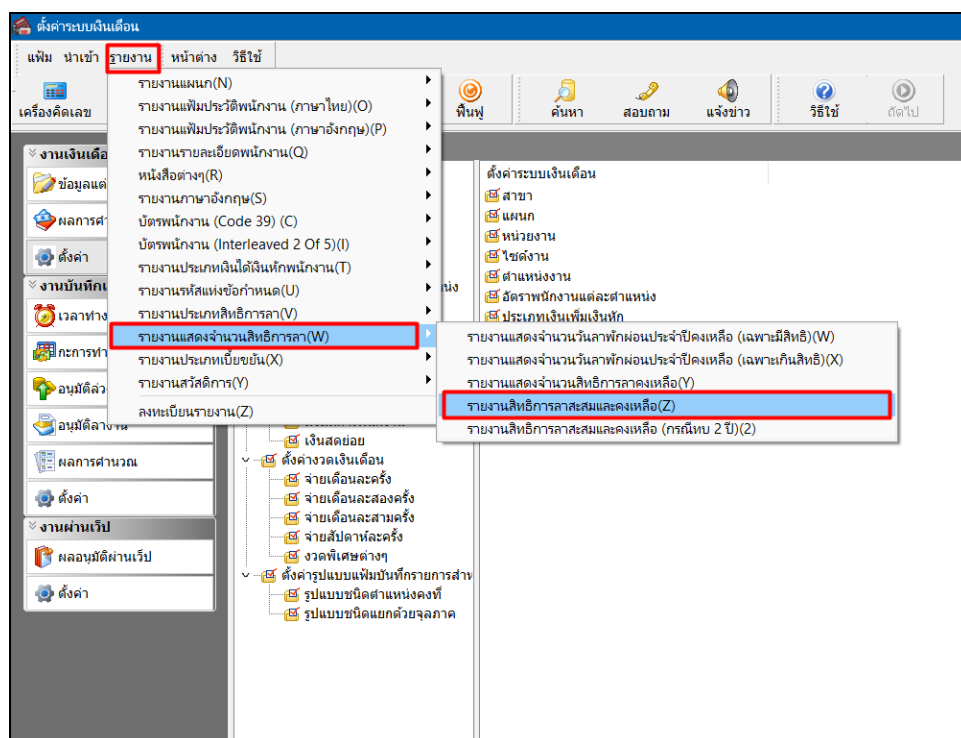 ตั้งค่าระบบเงินเดือน
แฟ้ม นำเข้า รายงาน หน้าต่าง วิธีใช้
เครื่องคิดเลข ฟื้นฟู ค้นหา สอบถาม แจ้งข่าว วิธีใช้ ถัดไป
รายงานแผนก(N)
รายงานแฟ้มประวัติพนักงาน (ภาษาไทย)(O)
รายงานแฟ้มประวัติพนักงาน (ภาษาอังกฤษ)(P)
รายงานรายละเอียดพนักงาน(Q)
หนังสือต่างๆ(R)
รายงานภาษาอังกฤษ(S)
บัตรพนักงาน (Code 39) (C)
บัตรพนักงาน (Interleaved 2 Of 5)(I)
รายงานประเภทเงินได้เงินหักพนักงาน(T)
รายงานรหัสแห่งข้อกำหนด(U)
รายงานประเภทสิทธิการลา(V)
รายงานแสดงจำนวนสิทธิการลา(W)
รายงานประเภทเบี้ยขยัน(X)
รายงานสวัสดิการ(Y)
ลงทะเบียนรายงาน(Z)
รายงานแสดงจำนวนวันลาพักผ่อนประจำปีคงเหลือ (เฉพาะมีสิทธิ)(W)
รายงานแสดงจำนวนวันลาพักผ่อนประจำปีคงเหลือ (เฉพาะเกินสิทธิ)(X)
รายงานแสดงจำนวนสิทธิการลาคงเหลือ(Y)
รายงานสิทธิการลาสะสมและคงเหลือ(Z)
รายงานสิทธิการลาสะสมและคงเหลือ (กรณีทบ 2 ปี)(2)
งานเงินเดือ
ข้อมูลแต่
ผลการคำ
ตั้งค่า
งานบันทึกเ
เวลาทำง
กะการทำ
อนุมัติล่ว
อนุมัติลางาน
ผลการคำนวณ
ตั้งค่า
งานผ่านเว็ป
ผลอนุมัติผ่านเว็ป
ตั้งค่า
เงินสดย่อย
ตั้งค่างวดเงินเดือน
จ่ายเดือนละครั้ง
จ่ายเดือนละสองครั้ง
จ่ายเดือนละสามครั้ง
จ่ายสัปดาห์ละครั้ง
งวดพิเศษต่างๆ
ตั้งค่ารูปแบบแฟ้มบันทึกรายการสำห
รูปแบบชนิดตำแหน่งคงที่
รูปแบบชนิดแยกด้วยจุลภาค
ตั้งค่าระบบเงินเดือน
สาขา
แผนก
หน่วยงาน
ไซด์งาน
ตำแหน่งงาน
อัตราพนักงานแต่ละตำแหน่ง
ประเภทเงินเพิ่มเงินหัก